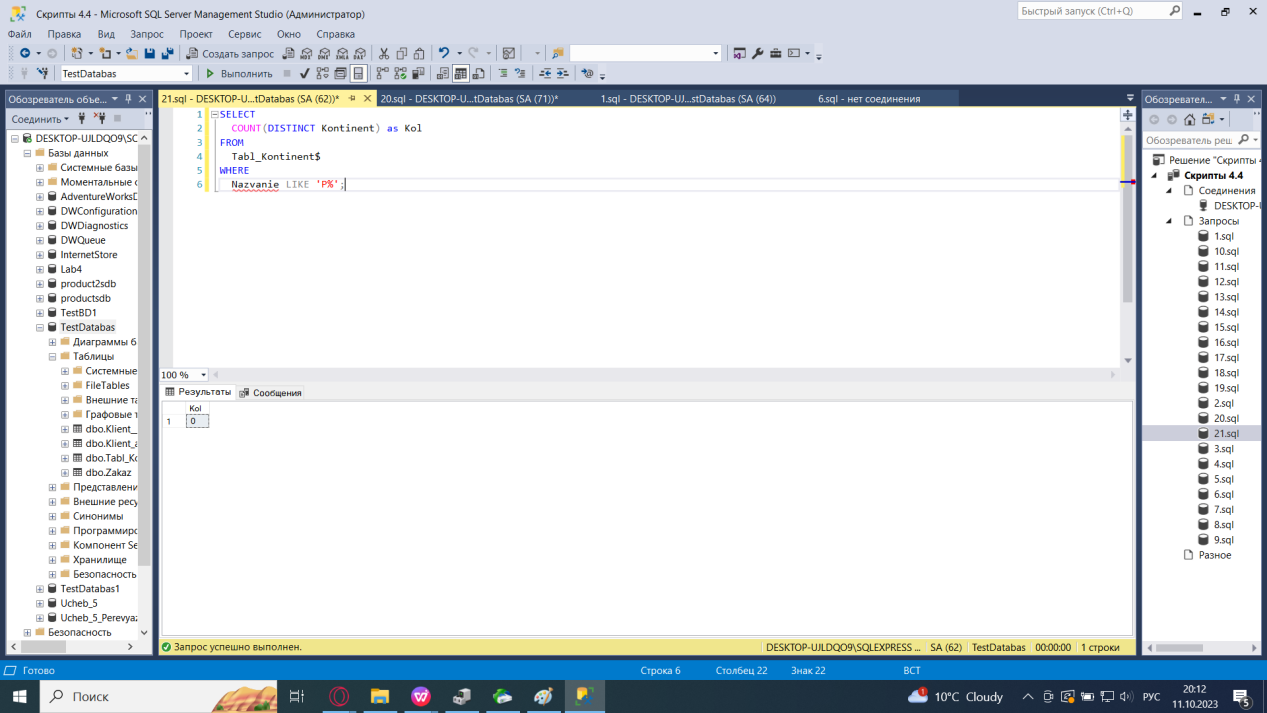 Скрипты 4.4 - Microsoft SQL Server Management Studio (Администратор)
Быстрый запуск (Ctrl+Q)
Файл Правка Вид Запрос Проект Сервис Окно Справка
Создать запрос
TestDatabas
Выполнить
Обозреватель объе...
Соединить
DESKTOP-UJLDQO9\SC
Базы данных
Системные базы
Моментальные с
AdventureWorksD
DWConfiguration
DWDiagnostics
DWQueue
InternetStore
Lab4
product2sdb
productsdb
TestBD1
TestDatabas
Диаграммы б
Таблицы
Системные
FileTables
Внешние та
Графовые т
dbo.Klient_
dbo.Klient_a
dbo.Tabl_Ko
dbo.Zakaz
Представлени
Внешние ресу
Синонимы
Программирс
Компонент Se
Хранилище
Безопасность
TestDatabas1
Ucheb_5
Ucheb_5_Perevyaz
Безопасность
21.sql - DESKTOP-U...tDatabas (SA (62))*
20.sql - DESKTOP-U...tDatabas (SA (71))*
1.sql - DESKTOP-UJ...stDatabas (SA (64))
6.sql - нет соединения
1 SELECT
2 COUNT(DISTINCT Kontinent) as Kol
3 FROM
4 Tabl_Kontinent$
5 WHERE
6 Nazvanie LIKE 'P%';
100 %
Результаты Сообщения
Kol
1 0
Запрос успешно выполнен.
DESKTOP-UJLDQO9\SQLEXPRESS ... SA (62) TestDatabas 00:00:00 1 строки
Обозревател...
Обозреватель реш
Решение "Скрипты 4
Скрипты 4.4
Соединения
DESKTOP-U
Запросы
1.sql
10.sql
11.sql
12.sql
13.sql
14.sql
15.sql
16.sql
17.sql
18.sql
19.sql
2.sql
20.sql
21.sql
3.sql
4.sql
5.sql
6.sql
7.sql
8.sql
9.sql
Разное
Готово
Строка 6 Столбец 22 Знак 22 ВСТ
Поиск
1
10°C Cloudy
РУС
20:12
11.10.2023
5